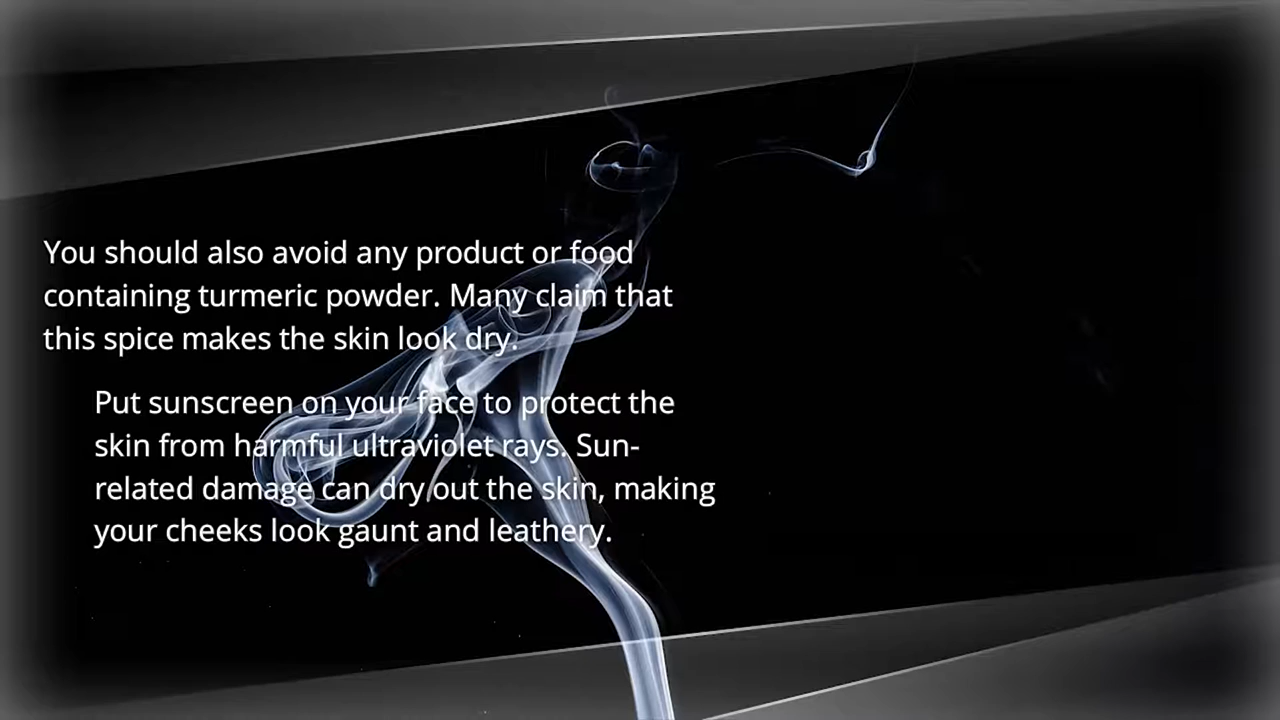 You should also avoid any product or food
containing turmeric powder. Many claim that
this spice makes the skin look dry.
Put sunscreen on your face to protect the
skin from harmful ultraviolet rays. Sun-
related damage can dry out the skin, making
your cheeks look gaunt and leathery.